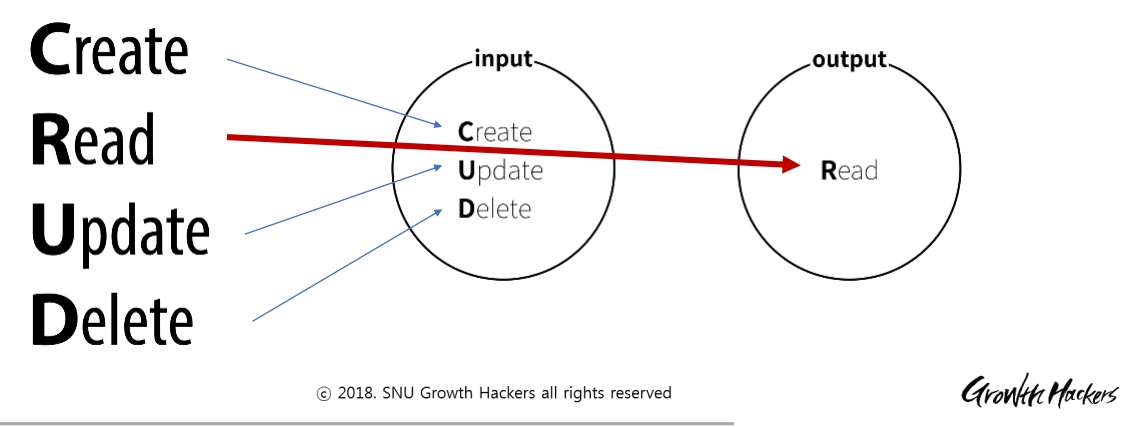 Create
Read
Update
Delete
input
Create
Update
Delete
output
Read
ⓒ 2018. SNU Growth Hackers all rights reserved
Growth Hackers